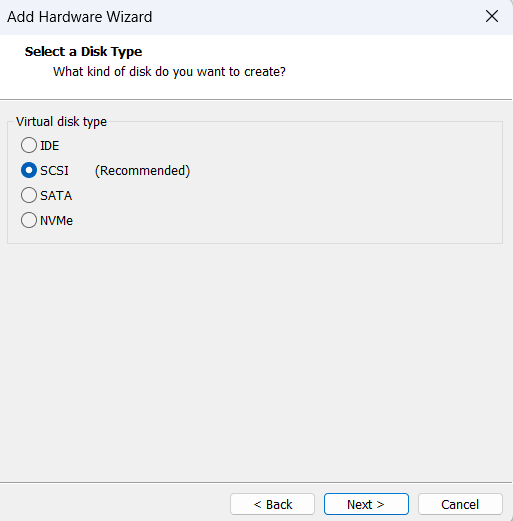 Add Hardware Wizard
Select a Disk Type
What kind of disk do you want to create?
Virtual disk type
IDE
SCSI (Recommended)
SATA
NVMe
< Back Next > Cancel